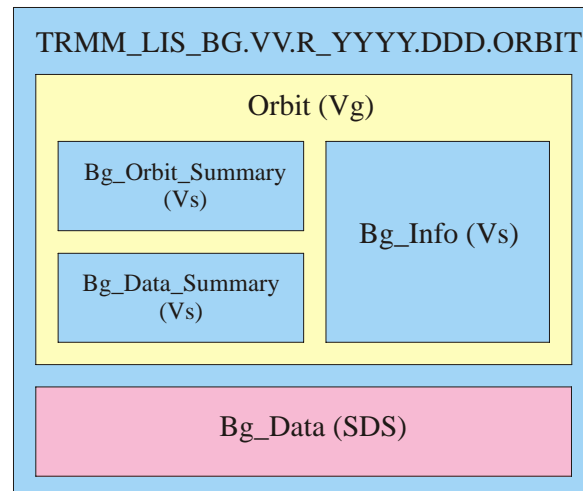 TRMM_LIS_BG.VV.R_YYYY.DDD.ORBIT
Orbit (Vg)
Bg_Orbit_Summary
(Vs)
Bg_Info (Vs)
Bg_Data_Summary
(Vs)
Bg_Data (SDS)